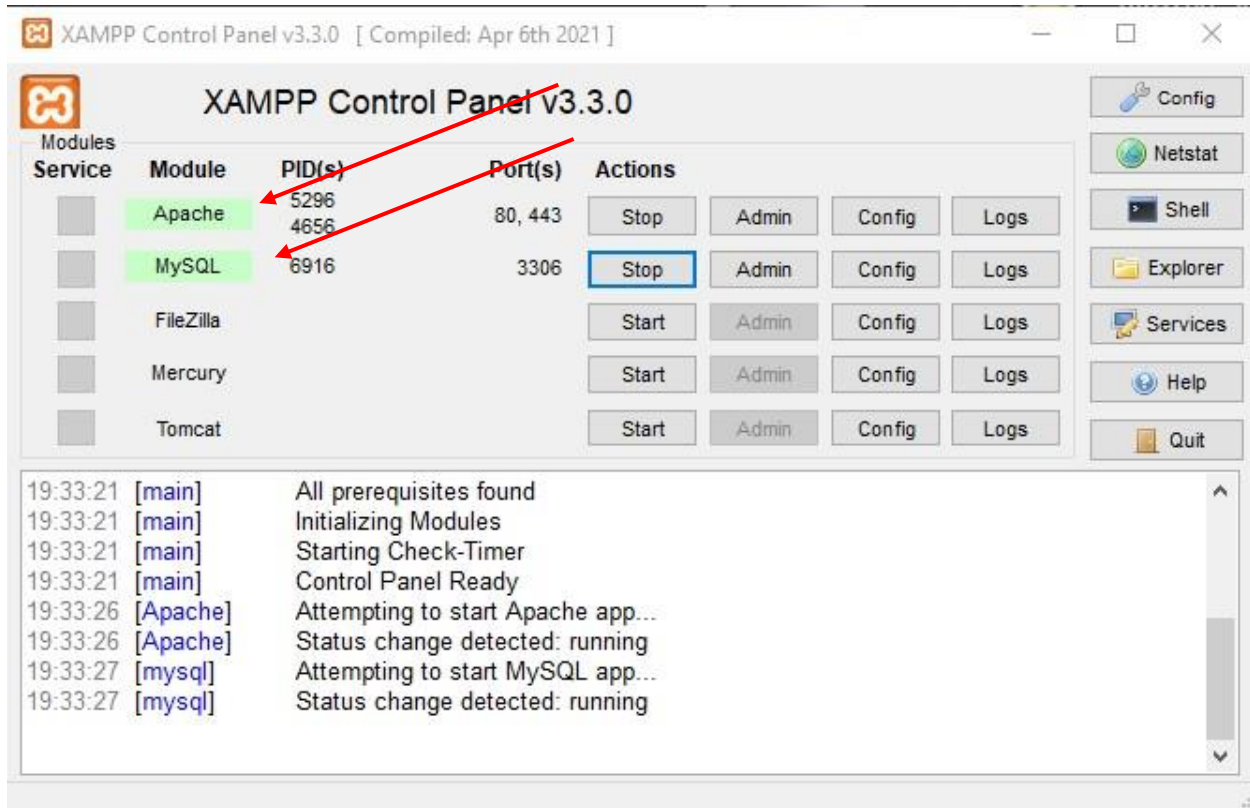 XAMPP Control Panel v3.3.0 [ Compiled: Apr 6th 2021 ]
XAMPP Control Panel v3.3.0
Config
Modules
Service Module PID(s) Port(s) Actions
Netstat
Apache 5296 4656 80, 443 Stop Admin Config Logs
Shell
MySQL 6916 3306 Stop Admin Config Logs
Explorer
FileZilla Start Admin Config Logs
Services
Mercury Start Admin Config Logs
Help
Tomcat Start Admin Config Logs
Quit
19:33:21 [main] All prerequisites found
19:33:21 [main] Initializing Modules
19:33:21 [main] Starting Check-Timer
19:33:21 [main] Control Panel Ready
19:33:26 [Apache] Attempting to start Apache app...
19:33:26 [Apache] Status change detected: running
19:33:27 [mysql] Attempting to start MySQL app...
19:33:27 [mysql] Status change detected: running